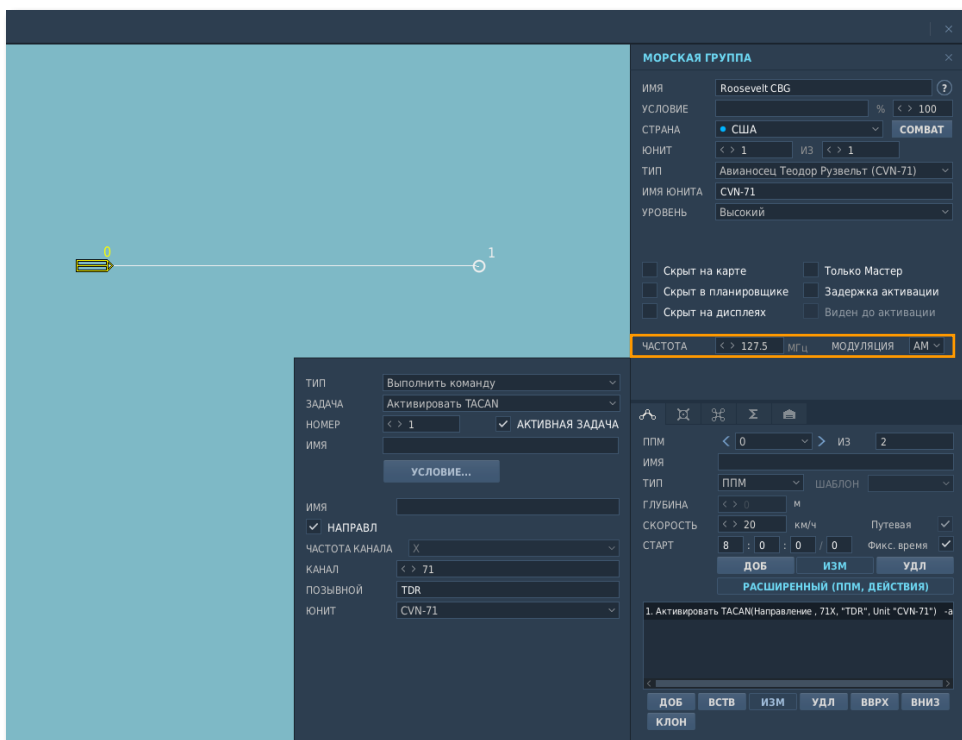 МОРСКАЯ ГРУППА
ИМЯ Roosevelt CBG ?
УСЛОВИЕ % < > 100
СТРАНА США COMBAT
ЮНИТ < > 1 ИЗ < > 1
ТИП Авианосец Теодор Рузвельт (CVN-71)
ИМЯ ЮНИТА CVN-71
УРОВЕНЬ Высокий
0
1
Скрыт на карте Только Мастер
Скрыт в планировщике Задержка активации
Скрыт на дисплеях Виден до активации
ЧАСТОТА < > 127.5 МГц МОДУЛЯЦИЯ AM
ТИП Выполнить команду
ЗАДАЧА Активировать TACAN
НОМЕР < > 1 АКТИВНАЯ ЗАДАЧА
ИМЯ
УСЛОВИЕ...
ИМЯ
НАПРАВЛ
ЧАСТОТА КАНАЛА X
КАНАЛ < > 71
ПОЗЫВНОЙ TDR
ЮНИТ CVN-71
Σ
ППМ < 0 > ИЗ 2
ИМЯ
ТИП ППМ ШАБЛОН
ГЛУБИНА < > 0 М
СКОРОСТЬ < > 20 км/ч Путевая
СТАРТ 8 : 0 : 0 / 0 Фикс. время
ДОБ ИЗМ УДЛ
РАСШИРЕННЫЙ (ППМ, ДЕЙСТВИЯ)
1. Активировать TACAN(Направление , 71X, "TDR", Unit "CVN-71") -a
ДОБ ВСТВ ИЗМ УДЛ ВВРХ ВНИЗ
КЛОН